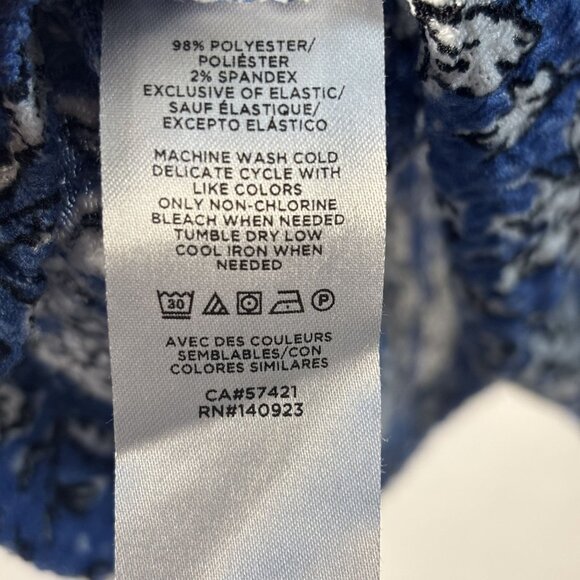 98% POLYESTER/
POLIÉSTER
2% SPANDEX
EXCLUSIVE OF ELASTIC/
SAUF ÉLASTIQUE/
EXCEPTO ELÁSTICO
MACHINE WASH COLD
DELICATE CYCLE WITH
LIKE COLORS
ONLY NON-CHLORINE
BLEACH WHEN NEEDED
TUMBLE DRY LOW
COOL IRON WHEN
NEEDED
30 P
AVEC DES COULEURS
SEMBLABLES/CON
COLORES SIMILARES
CA#57421
RN#140923